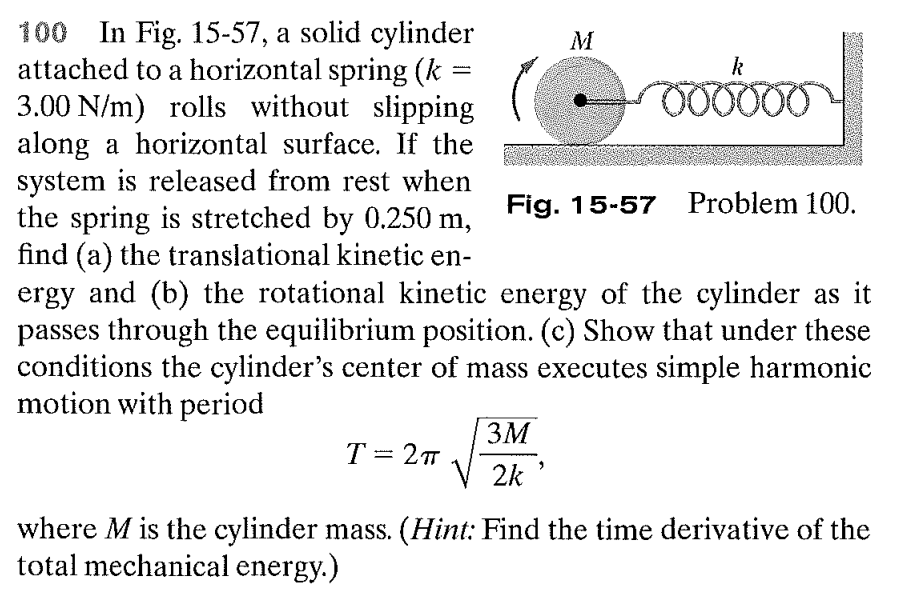 100 In Fig. 15-57, a solid cylinder
attached to a horizontal spring (k =
3.00 N/m) rolls without slipping
along a horizontal surface. If the
system is released from rest when
the spring is stretched by 0.250 m,
find (a) the translational kinetic en-
M
k
Fig. 15-57 Problem 100.
ergy and (b) the rotational kinetic energy of the cylinder as it
passes through the equilibrium position. (c) Show that under these
conditions the cylinder's center of mass executes simple harmonic
motion with period
T = 2π √(3M/2k),
where M is the cylinder mass. (Hint: Find the time derivative of the
total mechanical energy.)